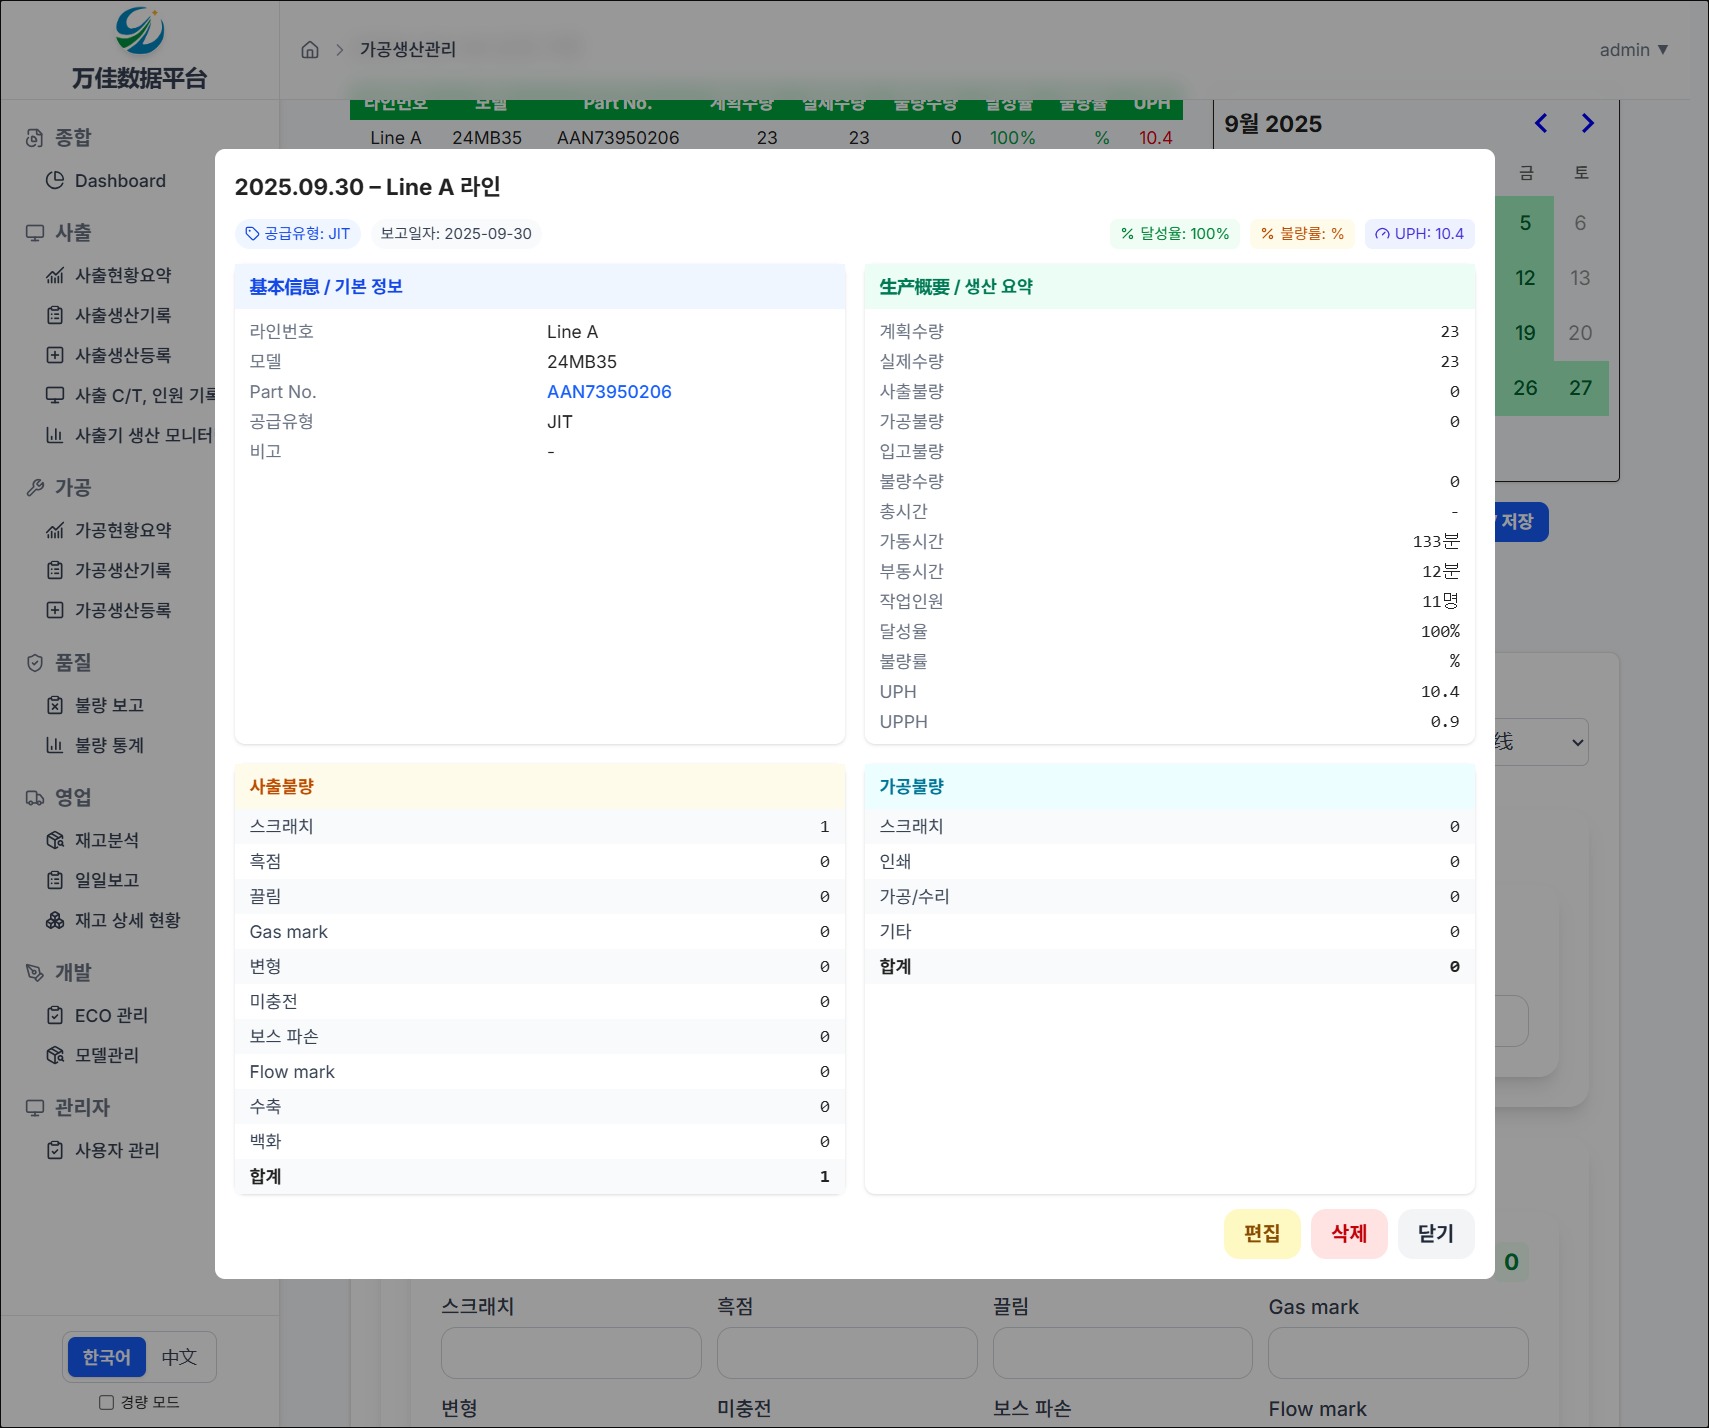 万佳数据平台
가공생산관리
admin ▼
종합
Dashboard
사출
사출현황요약
사출생산기록
사출생산등록
사출 C/T, 인원 기록
사출기 생산 모니터
가공
가공현황요약
가공생산기록
가공생산등록
품질
불량 보고
불량 통계
영업
재고분석
일일보고
재고 상세 현황
개발
ECO 관리
모델관리
관리자
사용자 관리
한국어 中文
경량 모드
라인번호 모델 Part No. 계획수량 실제수량 불량수량 달성률 불량률 UPH
Line A 24MB35 AAN73950206 23 23 0 100% % 10.4
9월 2025
금 토
5 6
12 13
19 20
26 27
/ 저장
线
2025.09.30 – Line A 라인
공급유형: JIT 보고일자: 2025-09-30
% 달성율: 100% % 불량률: % UPH: 10.4
基本信息 / 기본 정보
라인번호 Line A
모델 24MB35
Part No. AAN73950206
공급유형 JIT
비고 -
生产概要 / 생산 요약
계획수량 23
실제수량 23
사출불량 0
가공불량 0
입고불량
불량수량 0
총시간 -
가동시간 133분
부동시간 12분
작업인원 11명
달성율 100%
불량률 %
UPH 10.4
UPPH 0.9
사출불량
스크래치 1
흑점 0
끌림 0
Gas mark 0
변형 0
미충전 0
보스 파손 0
Flow mark 0
수축 0
백화 0
합계 1
가공불량
스크래치 0
인쇄 0
가공/수리 0
기타 0
합계 0
편집 삭제 닫기
0
스크래치 흑점 끌림 Gas mark
변형 미충전 보스 파손 Flow mark